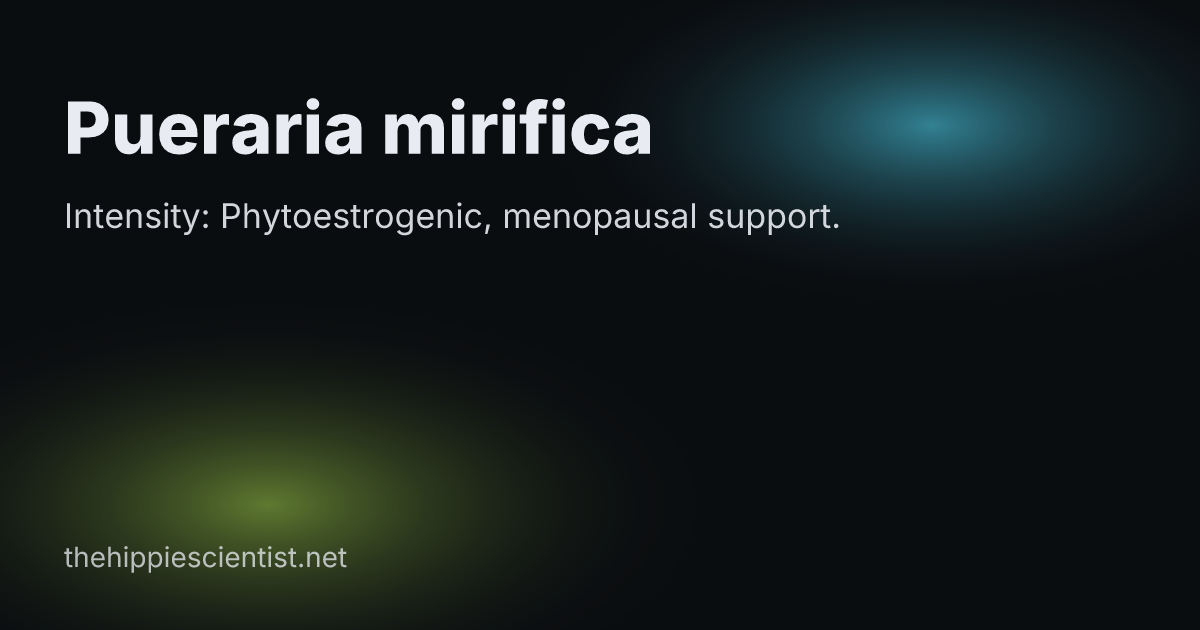 Pueraria mirifica
Intensity: Phytoestrogenic, menopausal support.
thehippiescientist.net